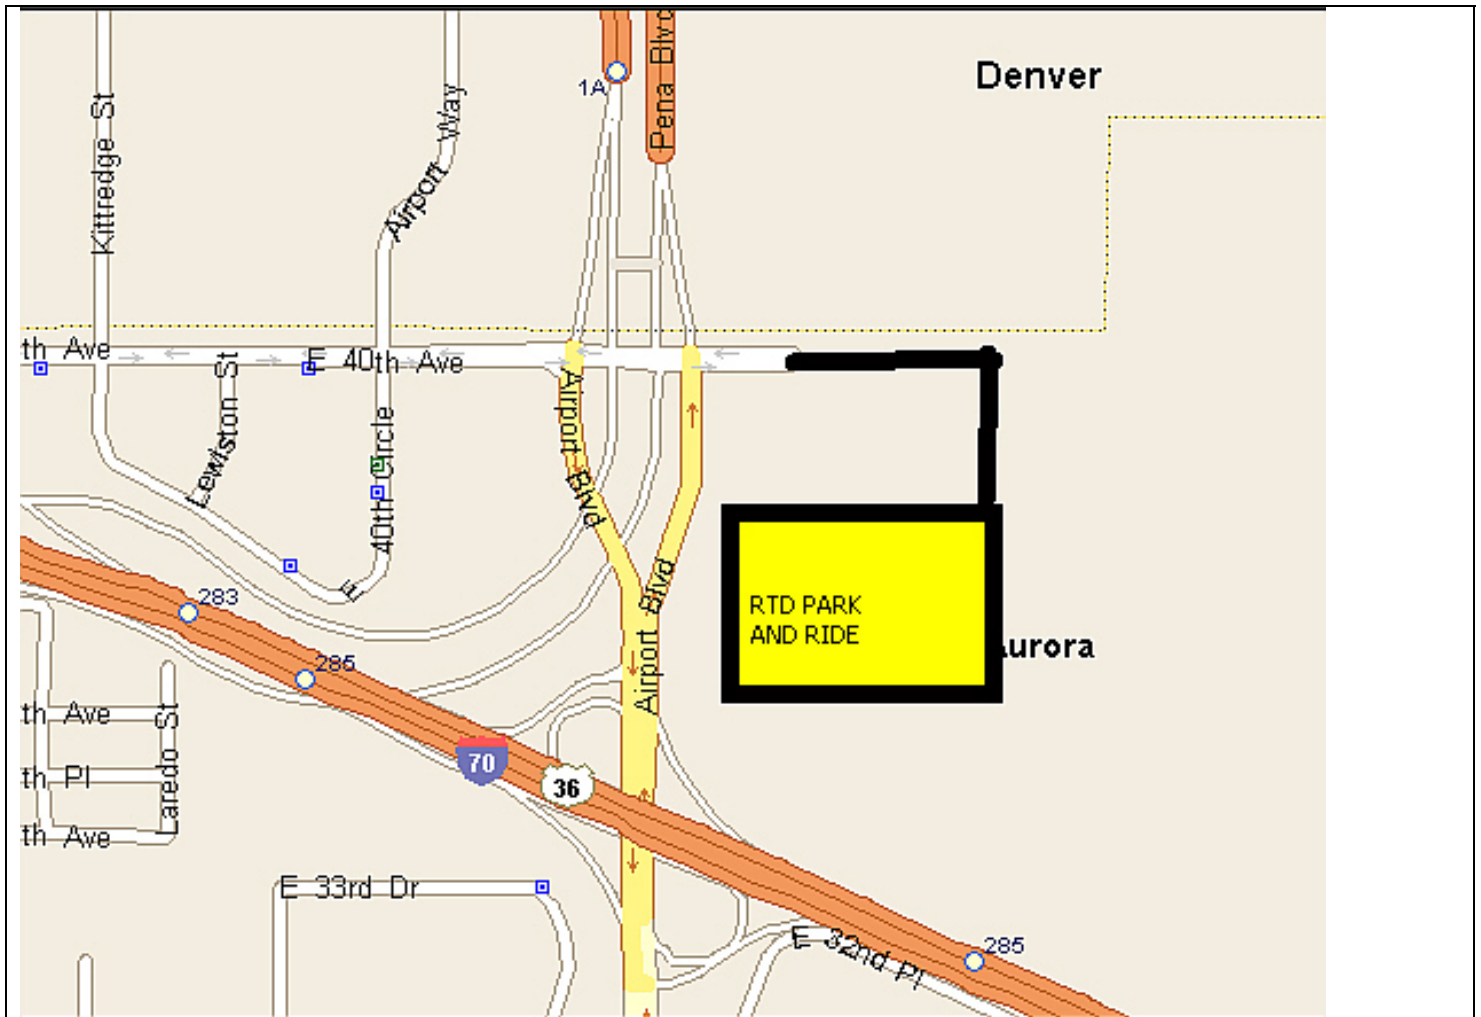 Denver
1A
Pena Blvd
Kittredge St
Airport Way
th Ave
E 40th Ave
Lewiston St
40th Circle
E
Airport Blvd
Airport Blvd
283
285
RTD PARK
AND RIDE
urora
th Ave
th Pl
th Ave
Laredo St
70
36
E 33rd Dr
E 32nd Pl
285